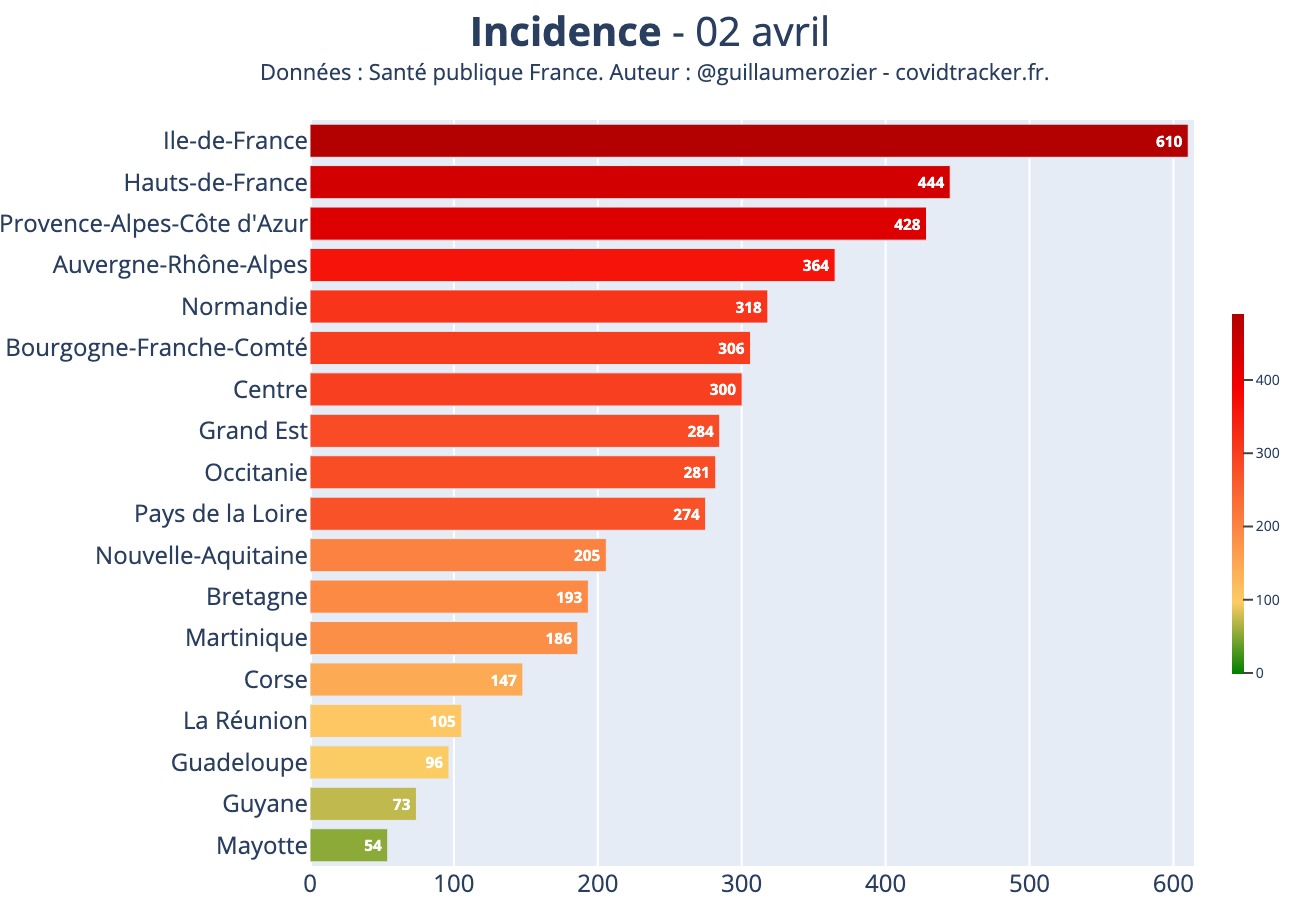 Incidence - 02 avril
Données : Santé publique France. Auteur : @guillaumerozier - covidtracker.fr.
Ile-de-France 610
Hauts-de-France 444
Provence-Alpes-Côte d'Azur 428
Auvergne-Rhône-Alpes 364
Normandie 318
Bourgogne-Franche-Comté 306
Centre 300
Grand Est 284
Occitanie 281
Pays de la Loire 274
Nouvelle-Aquitaine 205
Bretagne 193
Martinique 186
Corse 147
La Réunion 105
Guadeloupe 96
Guyane 73
Mayotte 54
0 100 200 300 400 500 600
400
300
200
100
0